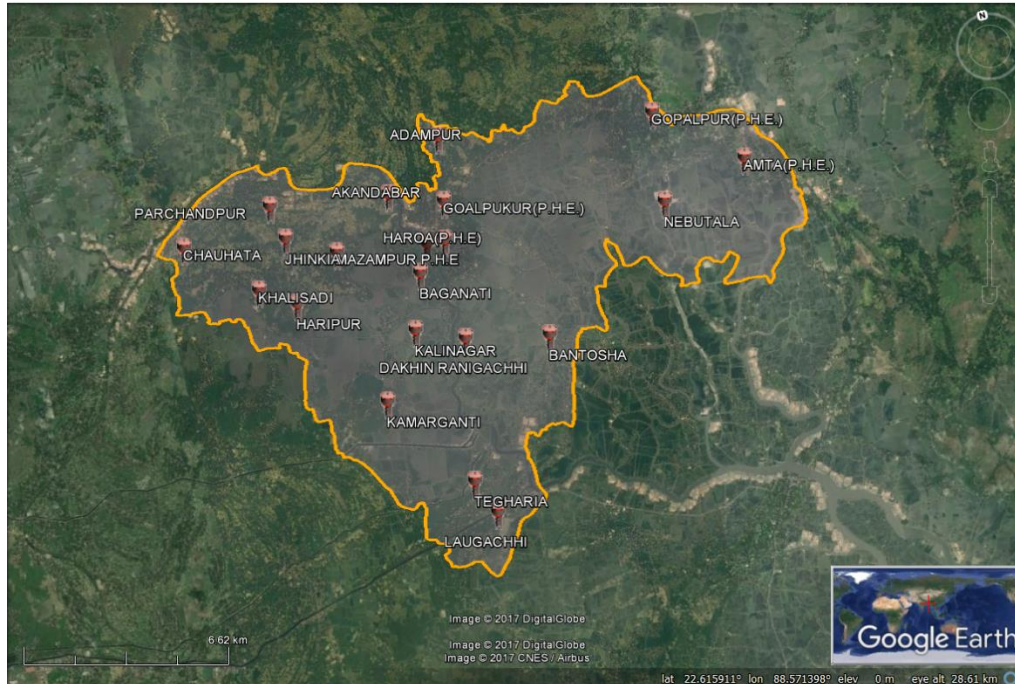 N
GOPALPUR(P.H.E.)
ADAMPUR
AMTA(P.H.E.)
AKANDABAR
GOALPUKUR(P.H.E.)
NEBUTALA
PARCHANDPUR
HAROA(P.H.E)
CHAUHATA
JHINKIAMAZAMPUR P.H.E
BAGANATI
KHALISADI
HARIPUR
KALINAGAR
BANTOSHA
DAKHIN RANIGACHHI
KAMARGANTI
TEGHARIA
LAUGACHHI
Image © 2017 DigitalGlobe
6.62 km
Image © 2017 DigitalGlobe
Image © 2017 CNES / Airbus
Google Earth
lat 22.615911° lon 88.571398° elev 0 m eye alt 28.61 km